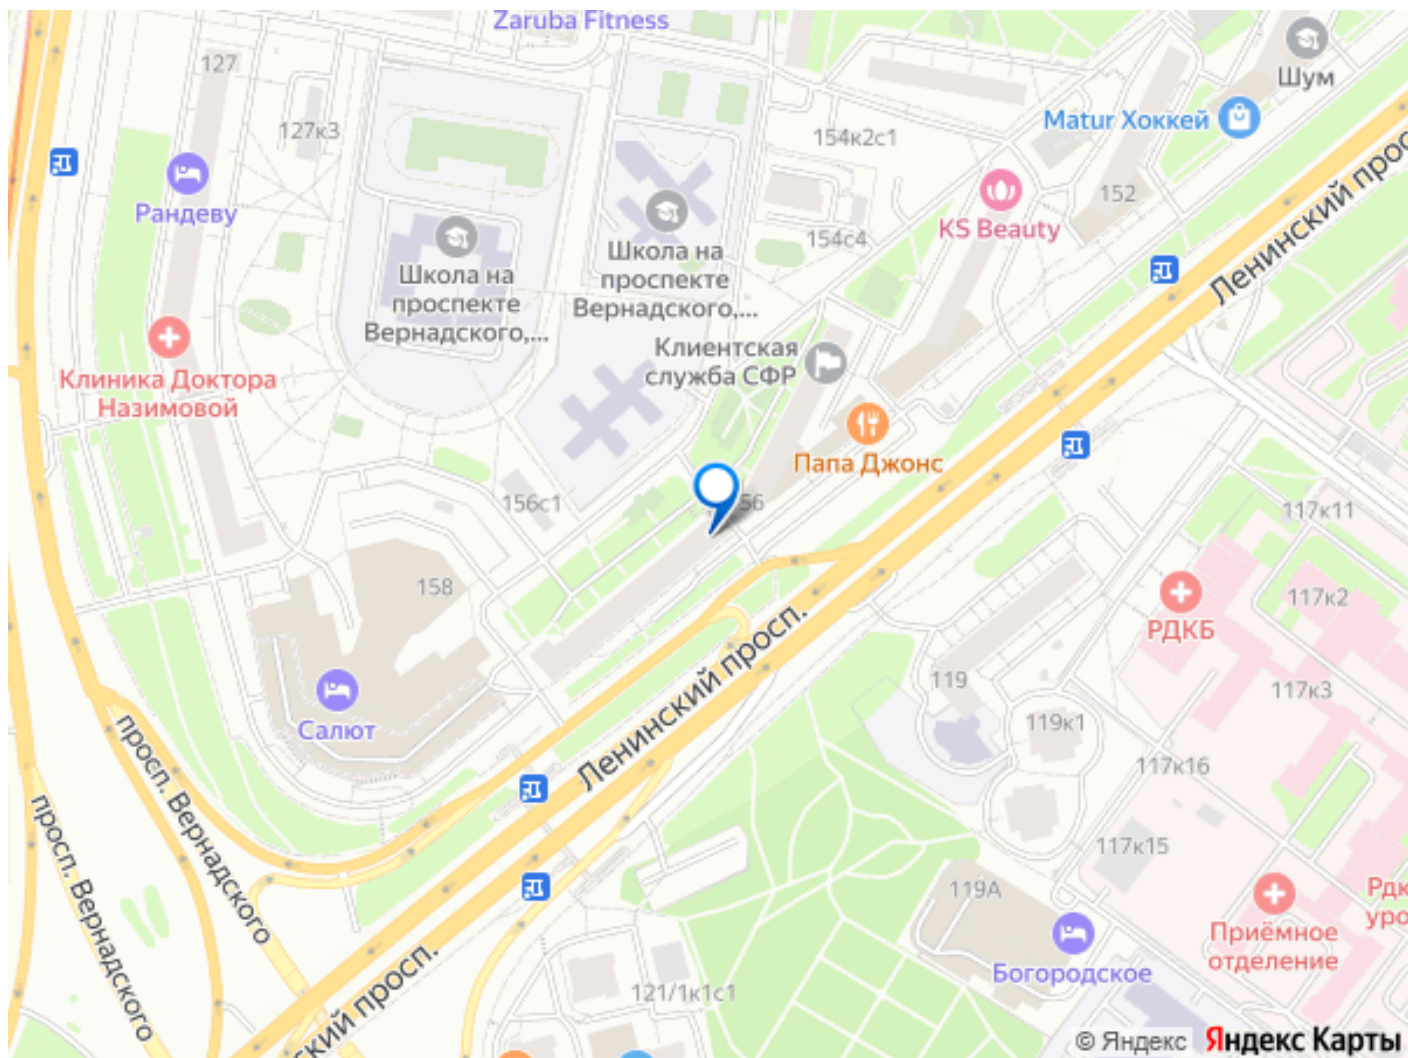 Zaruba Fitness
127
Шум
127к3
Matur Хоккей
154к2с1
152
Рандеву
KS Beauty
154с4
Ленинский прос
Школа на
проспекте
Вернадского,...
Школа на
проспекте
Вернадского,...
Клиентская
служба СФР
Клиника Доктора
Назимовой
Папа Джонс
156с1
56
117к11
158
117к2
РДКБ
119
117к3
Салют
Ленинский просп.
119к1
117к16
просп. Вернадского
просп. Вернадского
117к15
119А
Приёмное
отделение
Рдк
уро
Богородское
121/1к1с1
ский просп.
© Яндекс Яндекс Карты